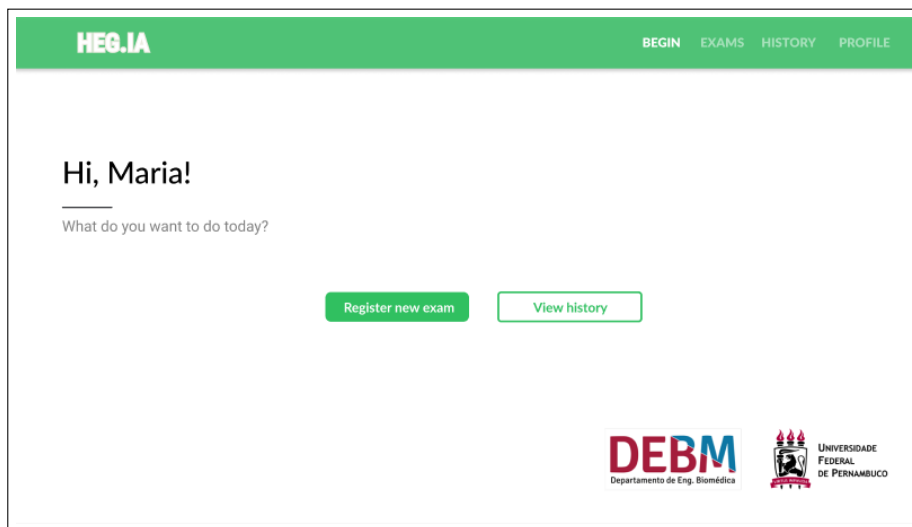 HEG.IA
BEGIN EXAMS HISTORY PROFILE
Hi, Maria!
What do you want to do today?
Register new exam View history
DEBM
Departamento de Eng. Biomédica
UNIVERSIDADE
FEDERAL
DE PERNAMBUCO